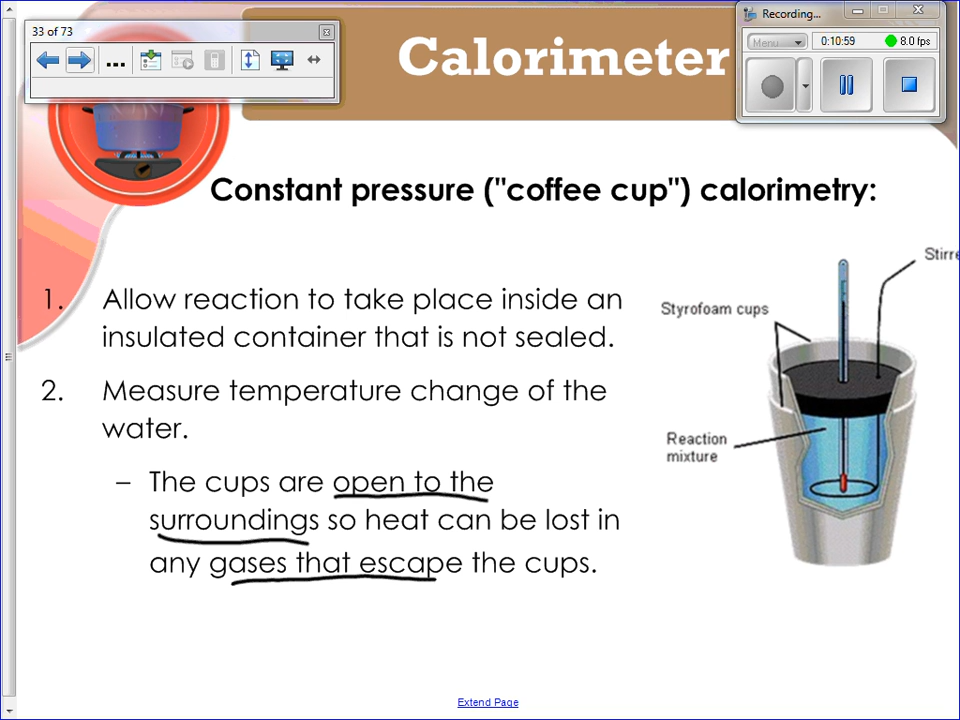 33 of 73
Calorimeter
Recording...
Menu
0:10:59
8.0 fps
Constant pressure ("coffee cup") calorimetry:
1. Allow reaction to take place inside an
insulated container that is not sealed.
2. Measure temperature change of the
water.
– The cups are open to the
surroundings so heat can be lost in
any gases that escape the cups.
Stirre
Styrofoam cups
Reaction
mixture
Extend Page